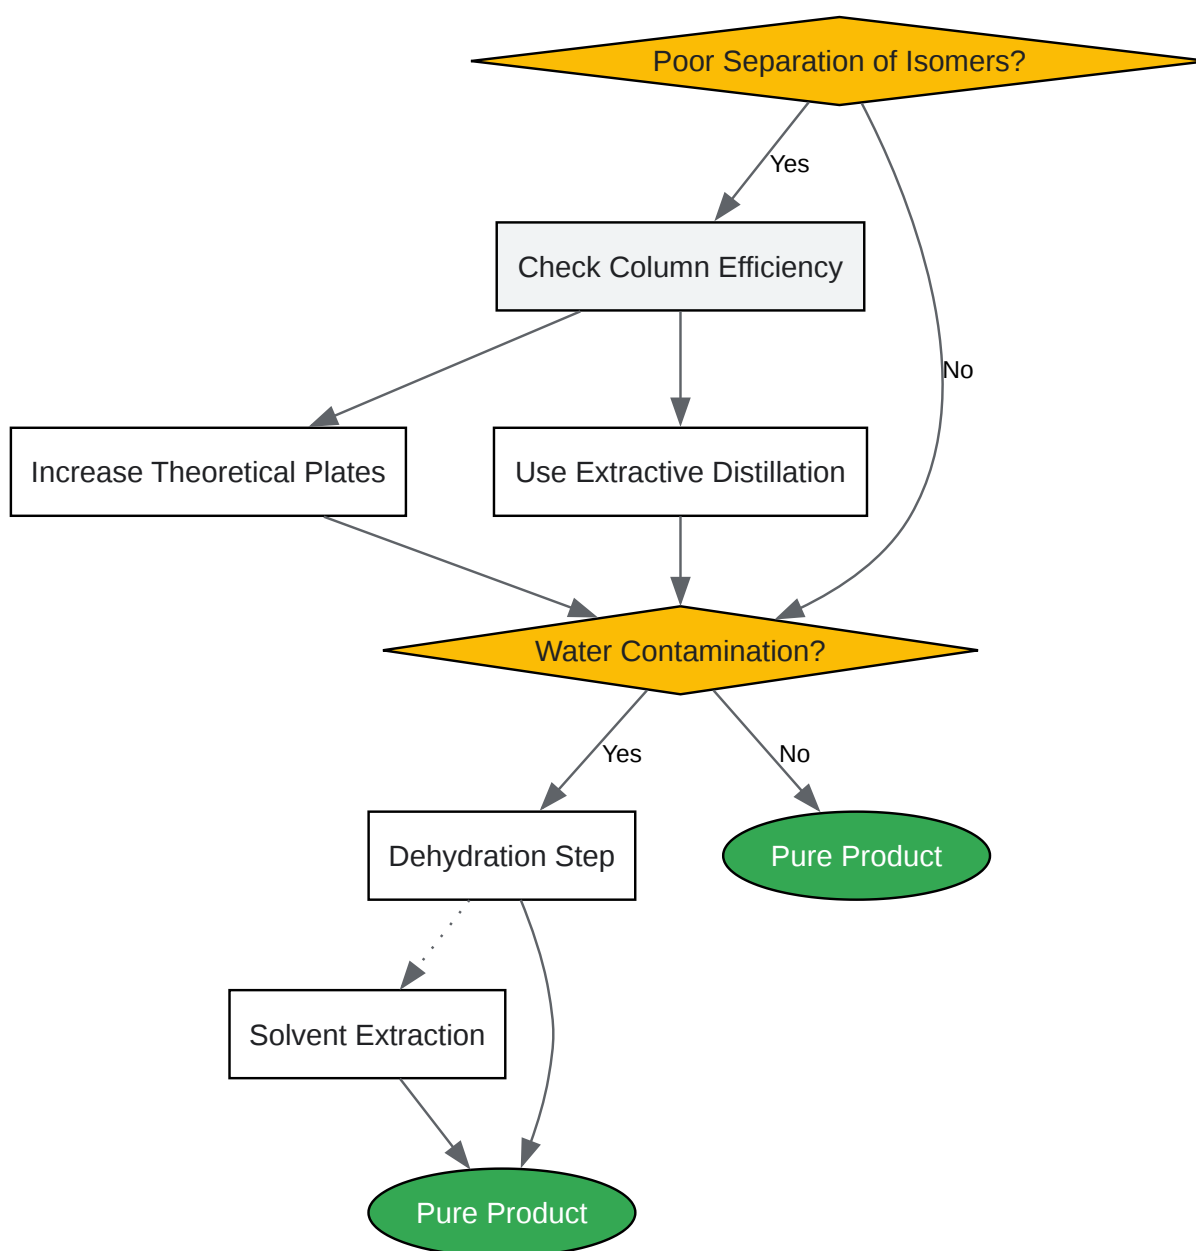 Poor Separation of Isomers?
Yes
Check Column Efficiency
No
Increase Theoretical Plates
Use Extractive Distillation
Water Contamination?
Yes
No
Dehydration Step
Pure Product
Solvent Extraction
Pure Product